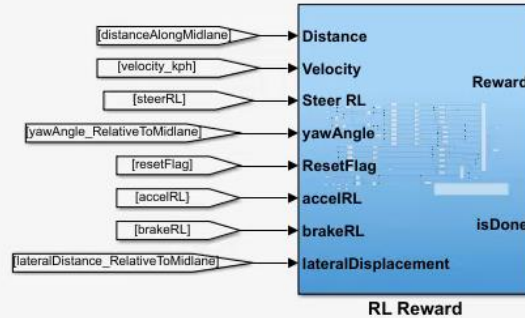 [distanceAlongMidlane] Distance
[velocity_kph] Velocity
Reward
[steerRL] Steer RL
[yawAngle_RelativeToMidlane] yawAngle
[resetFlag] ResetFlag
[accelRL] accelRL
[brakeRL] brakeRL
isDone
[lateralDistance_RelativeToMidlane] lateralDisplacement
RL Reward